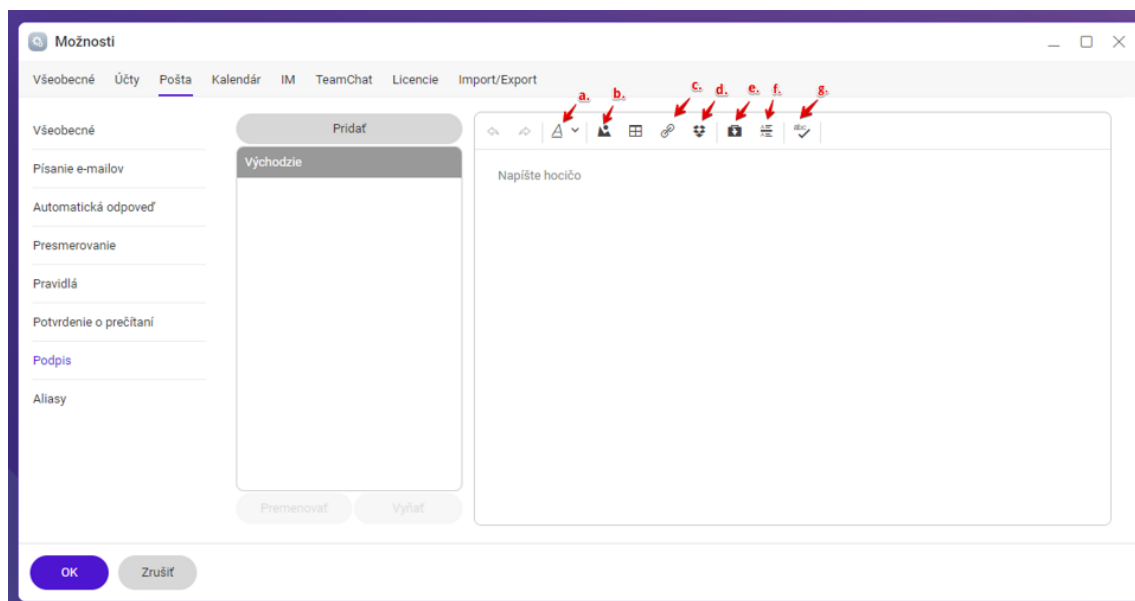 Možnosti
Všeobecné Účty Pošta Kalendár IM TeamChat Licencie Import/Export
a. b. c. d. e. f. g.
Všeobecné
Písanie e-mailov
Automatická odpoveď
Presmerovanie
Pravidlá
Potvrdenie o prečítaní
Podpis
Aliasy
Pridať
Východzie
Premenovať Vyňať
A
ABC
Napíšte hocičo
OK Zrušiť